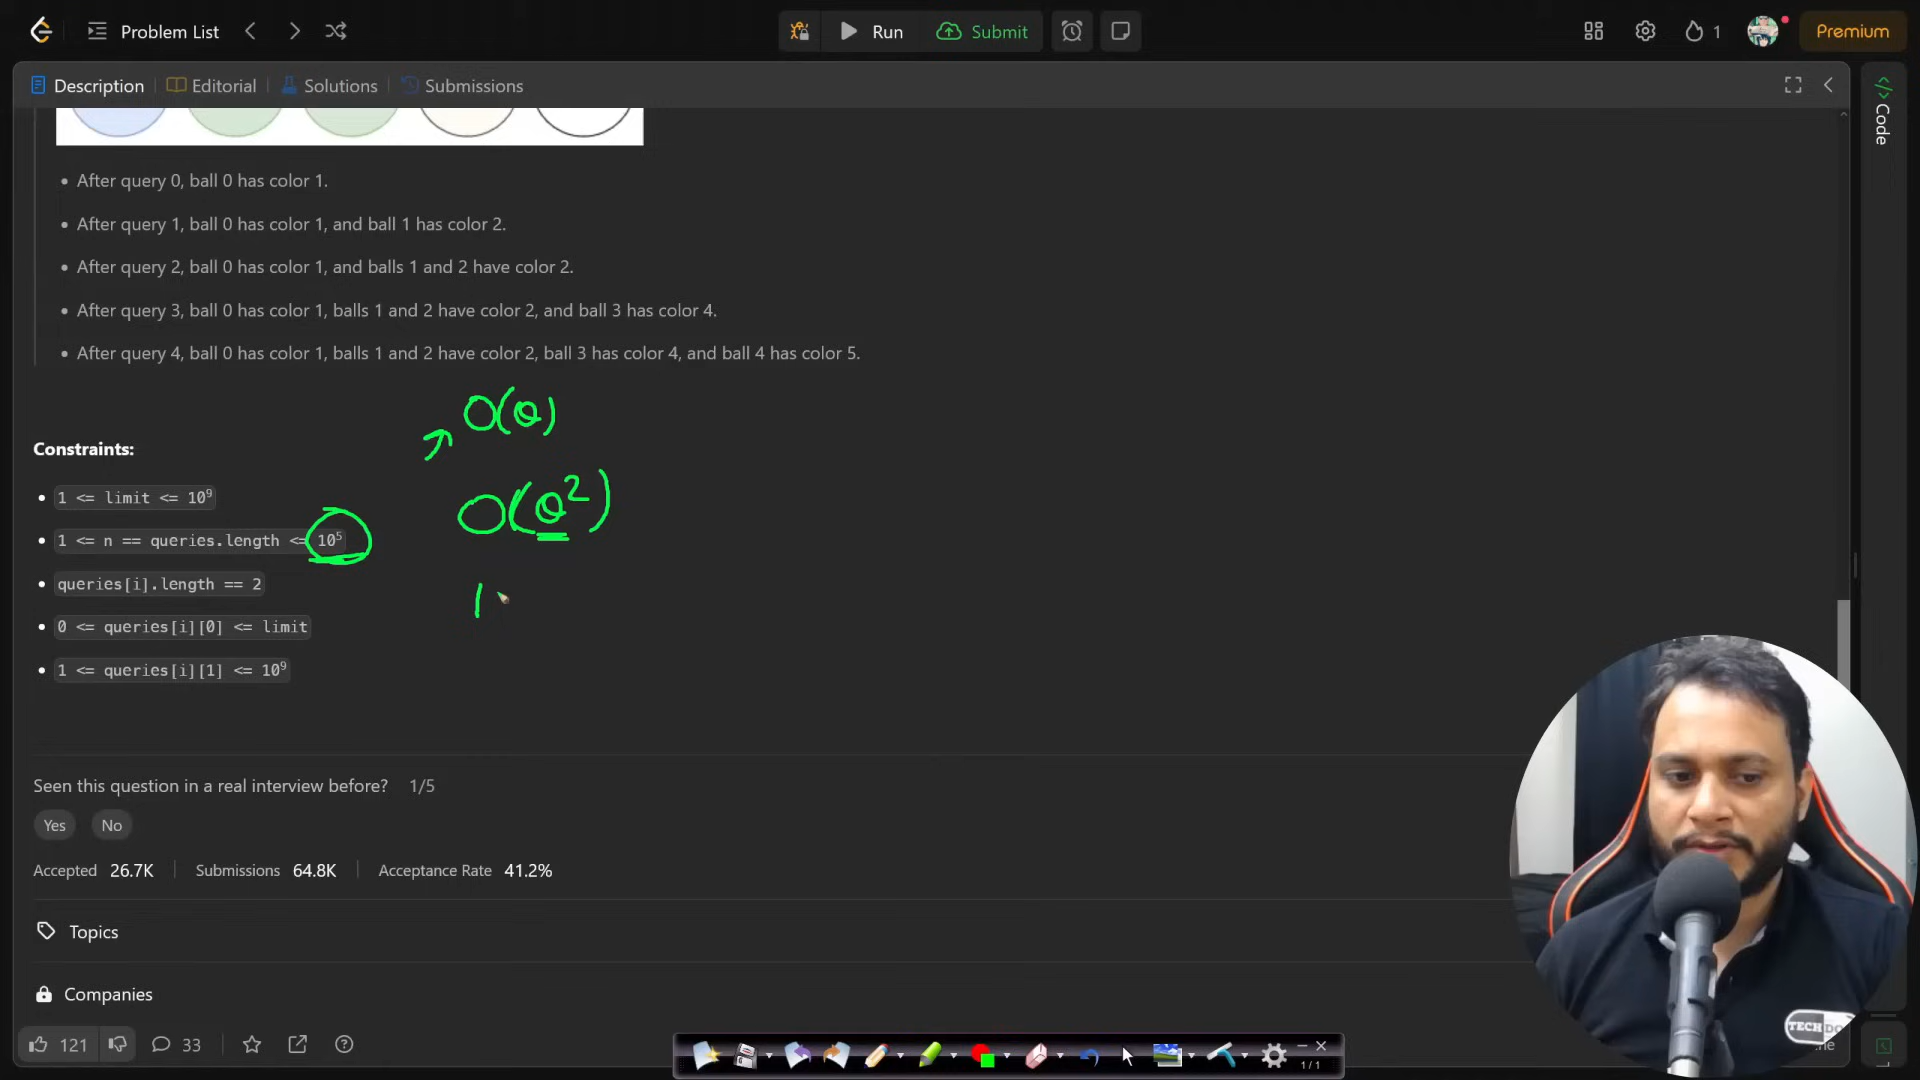 Problem List
Run
Submit
1
Premium
Description
Editorial
Solutions
Submissions
Code
After query 0, ball 0 has color 1.
After query 1, ball 0 has color 1, and ball 1 has color 2.
After query 2, ball 0 has color 1, and balls 1 and 2 have color 2.
After query 3, ball 0 has color 1, balls 1 and 2 have color 2, and ball 3 has color 4.
After query 4, ball 0 has color 1, balls 1 and 2 have color 2, ball 3 has color 4, and ball 4 has color 5.
O(Q)
Constraints:
O(Q²)
1 <= limit <= 10⁹
1 <= n == queries.length <= 10⁵
queries[i].length == 2
1
0 <= queries[i][0] <= limit
1 <= queries[i][1] <= 10⁹
Seen this question in a real interview before? 1/5
Yes
No
Accepted 26.7K
Submissions 64.8K
Acceptance Rate 41.2%
Topics
Companies
121
33
1/1